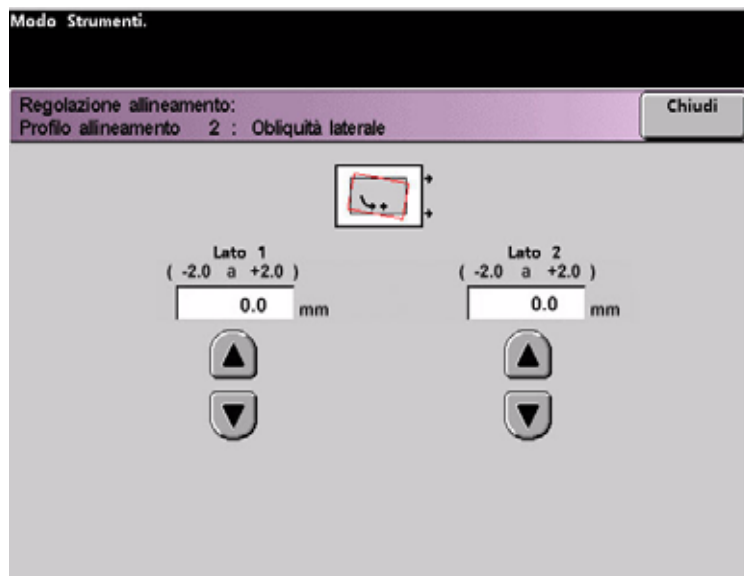 Modo Strumenti.
Regolazione allineamento:
Profilo allineamento 2 : Obliquità laterale
Chiudi
Lato 1
( -2.0 a +2.0 )
0.0 mm
Lato 2
( -2.0 a +2.0 )
0.0 mm